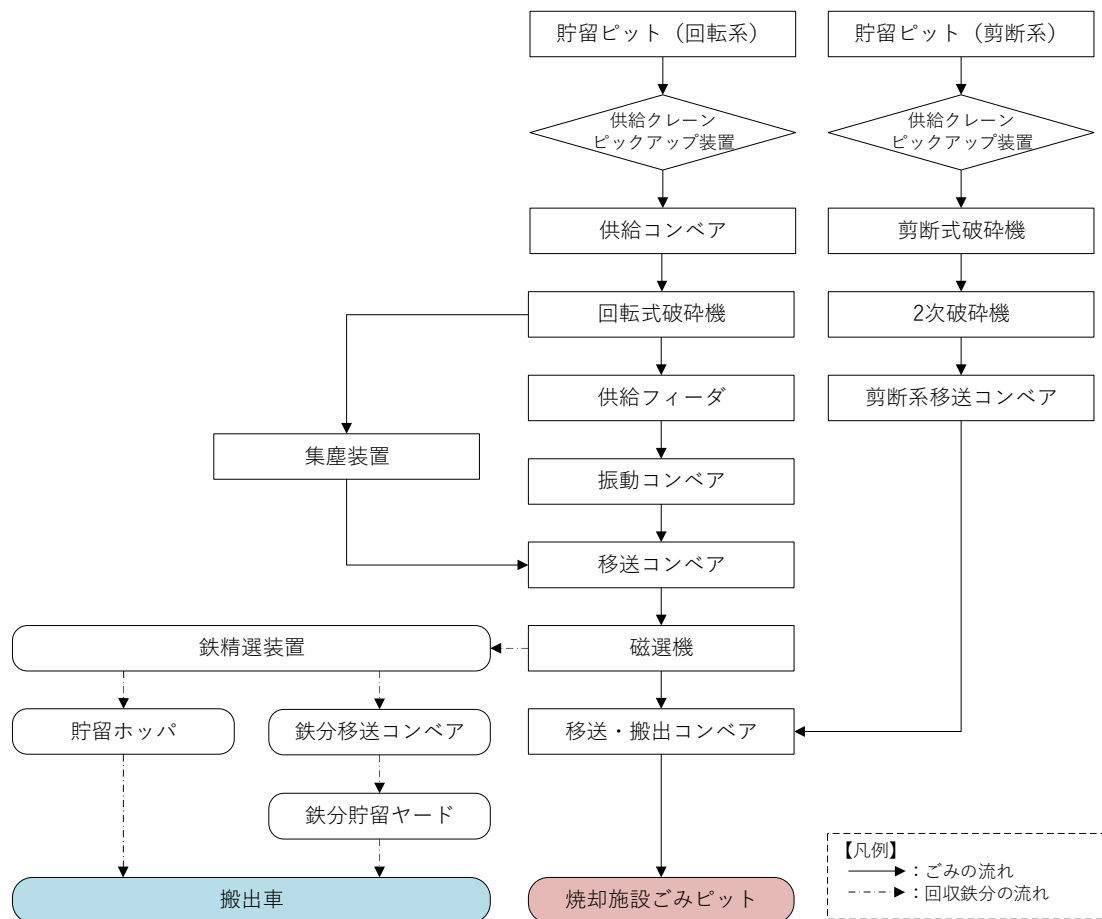 貯留ピット（回転系）
貯留ピット（剪断系）
供給クレーン
ピックアップ装置
供給クレーン
ピックアップ装置
供給コンベア
剪断式破砕機
回転式破砕機
2次破砕機
供給フィーダ
剪断系移送コンベア
集塵装置
振動コンベア
移送コンベア
鉄精選装置
磁選機
貯留ホッパ
鉄分移送コンベア
移送・搬出コンベア
鉄分貯留ヤード
【凡例】
：ごみの流れ
：回収鉄分の流れ
搬出車
焼却施設ごみピット